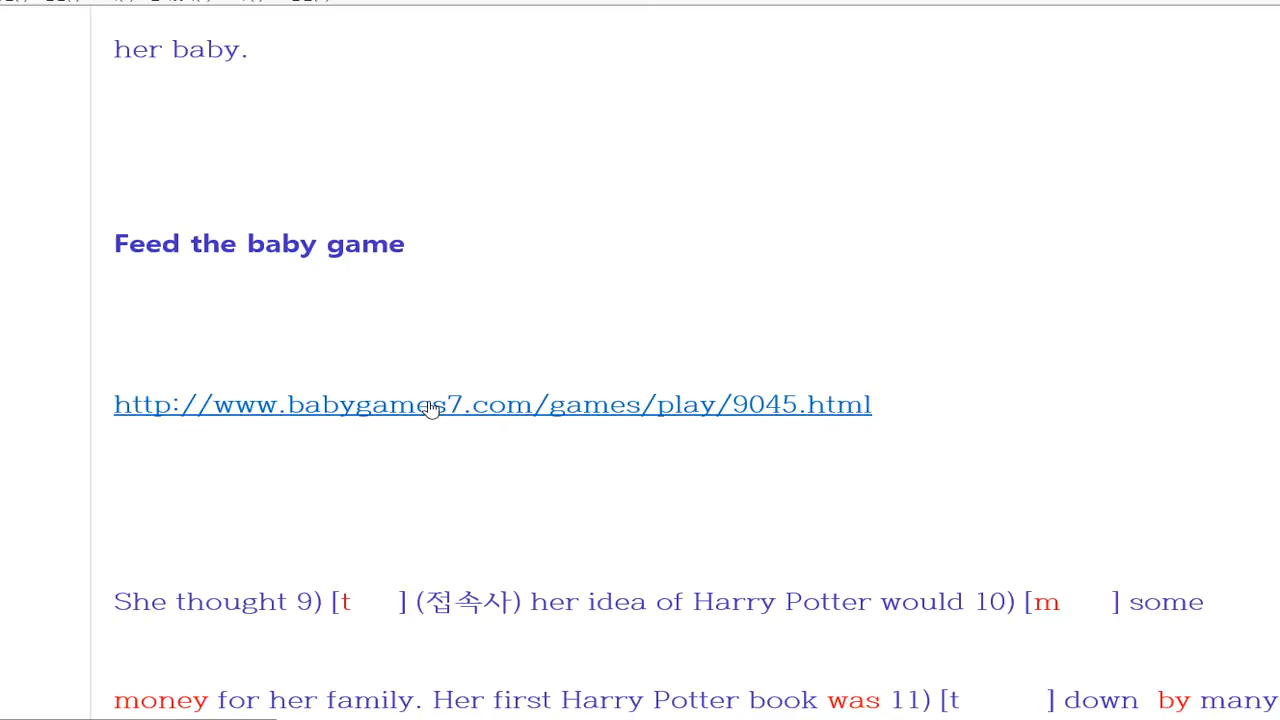 her baby.
Feed the baby game
http://www.babygames7.com/games/play/9045.html
She thought 9) [t ] (접속사) her idea of Harry Potter would 10) [m ] some
money for her family. Her first Harry Potter book was 11) [t ] down by many